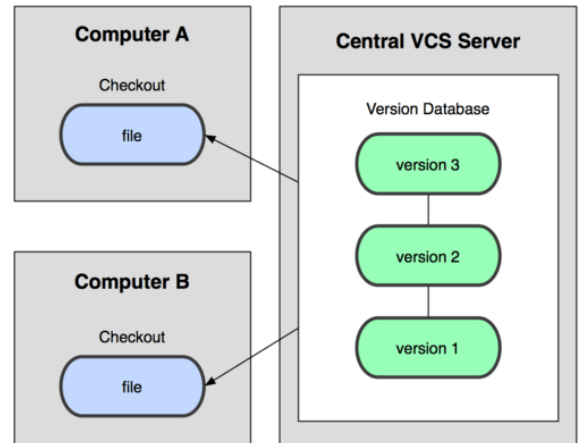 Computer A
Checkout
file
Computer B
Checkout
file
Central VCS Server
Version Database
version 3
version 2
version 1